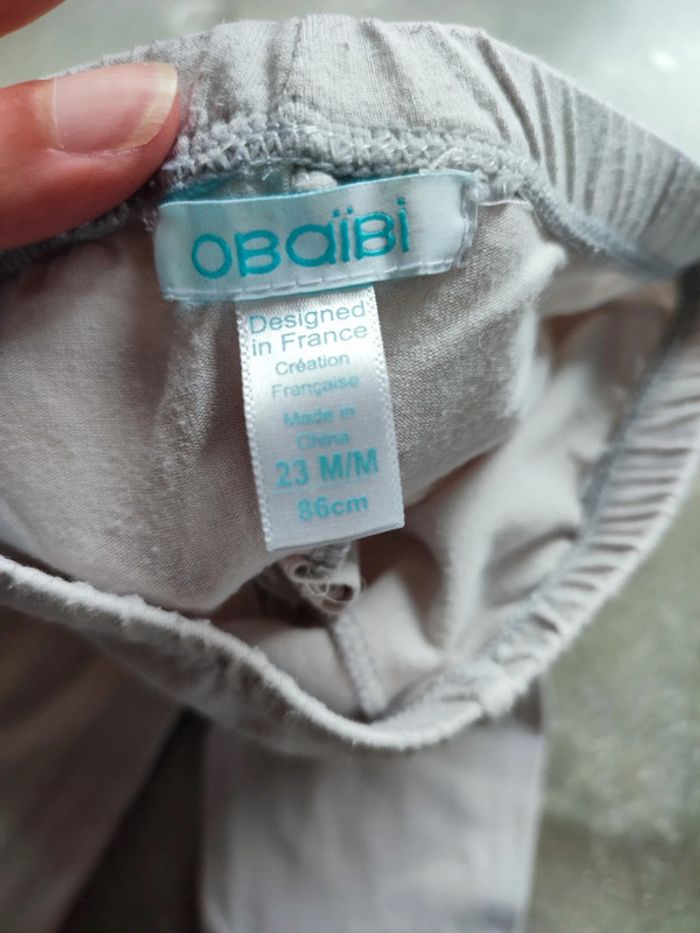 OBaïBi
Designed
in France
Création
Française
Made in
China
23 M/M
86cm